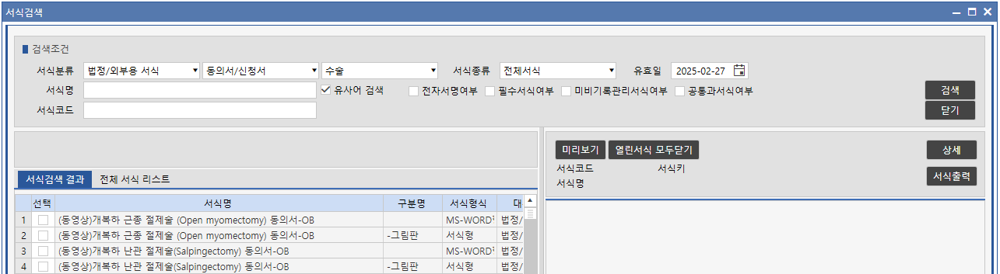 서식검색
검색조건
서식분류 법정/외부용 서식 동의서/신청서 수술 서식종류 전체서식 유효일 2025-02-27
서식명 유사어 검색 전자서명여부 필수서식여부 미비기록관리서식여부 공통과서식여부 검색
서식코드 닫기
미리보기 열린서식 모두닫기 상세
서식코드 서식키
서식명 서식출력
서식검색 결과 전체 서식 리스트
선택 서식명 구분명 서식형식 대
1 (동영상)개복하 근종 절제술 (Open myomectomy) 동의서-OB MS-WORD형 법정/
2 (동영상)개복하 근종 절제술 (Open myomectomy) 동의서-OB -그림판 서식형 법정/
3 (동영상)개복하 난관 절제술(Salpingectomy) 동의서-OB MS-WORD형 법정/
4 (동영상)개복하 난관 절제술(Salpingectomy) 동의서-OB -그림판 서식형 법정/